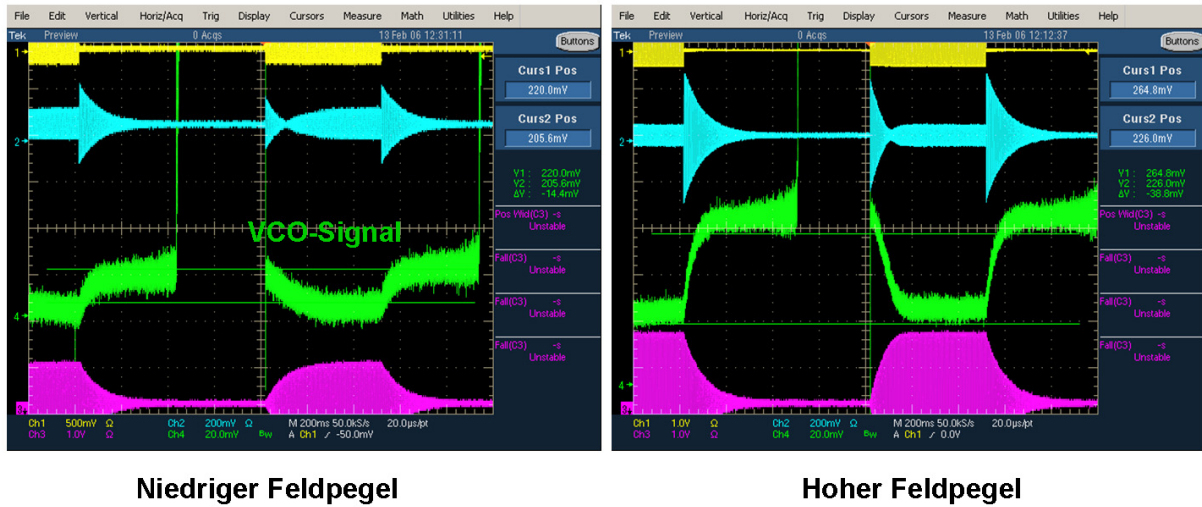 File Edit Vertical Horiz/Acq Trig Display Cursors Measure Math Utilities Help
Tek Preview 0 Acqs 13 Feb 06 12:31:11
Buttons
Curs1 Pos
220.0mV
Curs2 Pos
205.6mV
V1 : 220.0mV
V2 : 205.6mV
ΔV : -14.4mV
Pos Wid(C3) -s
Unstable
Fall(C3) -s
Unstable
Fall(C3) -s
Unstable
Fall(C3) -s
Unstable
1
2
VCO-Signal
4
3
Ch1 500mV Ω Ch2 200mV Ω M 200ms 50.0kS/s 20.0µs/pt
Ch3 1.0V Ω Ch4 20.0mV Bw A Ch1 -50.0mV
Niedriger Feldpegel
File Edit Vertical Horiz/Acq Trig Display Cursors Measure Math Utilities Help
Tek Preview 0 Acqs 13 Feb 06 12:12:37
Buttons
Curs1 Pos
264.8mV
Curs2 Pos
226.0mV
V1 : 264.8mV
V2 : 226.0mV
ΔV : -38.8mV
Pos Wid(C3) -s
Unstable
Fall(C3) -s
Unstable
Fall(C3) -s
Unstable
Fall(C3) -s
Unstable
1
2
4
3
Ch1 1.0V Ω Ch2 200mV Ω M 200ms 50.0kS/s 20.0µs/pt
Ch3 1.0V Ω Ch4 20.0mV Bw A Ch1 0.0V
Hoher Feldpegel